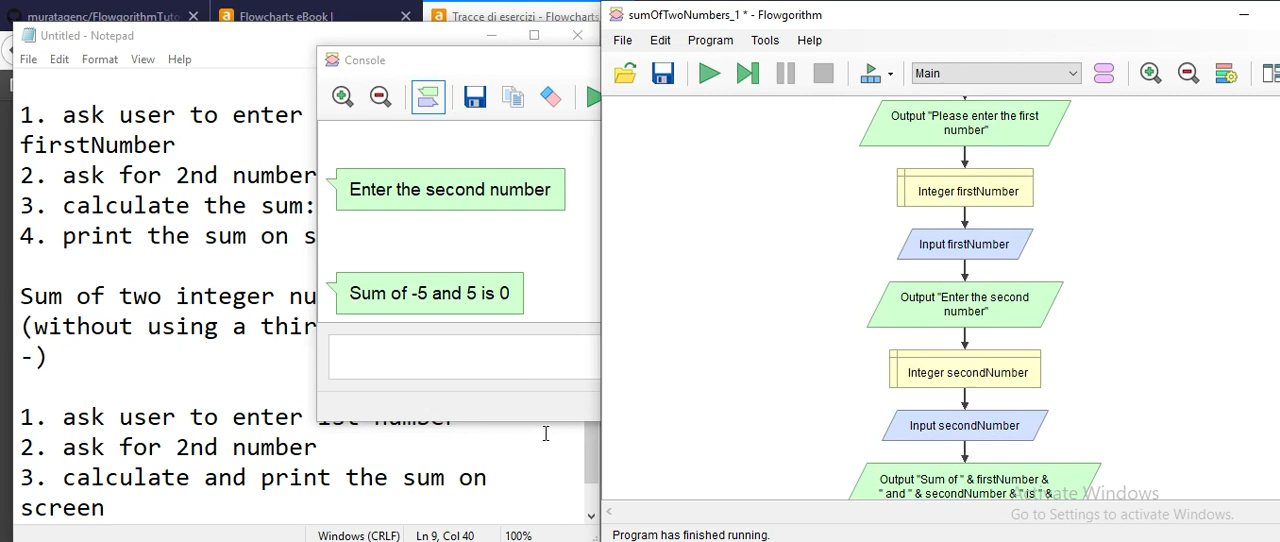 muratagenc/FlowgorithmTuto
Flowcharts eBook |
Tracce di esercizi - Flowcharts
Untitled - Notepad
File Edit Format View Help
1. ask user to enter
firstNumber
2. ask for 2nd number
3. calculate the sum:
4. print the sum on s
Sum of two integer nu
(without using a thir
-)
1. ask user to enter 1st number
2. ask for 2nd number
3. calculate and print the sum on
screen
Windows (CRLF) Ln 9, Col 40 100%
Console
Enter the second number
Sum of -5 and 5 is 0
sumOfTwoNumbers_1 * - Flowgorithm
File Edit Program Tools Help
Main
Output "Please enter the first
number"
Integer firstNumber
Input firstNumber
Output "Enter the second
number"
Integer secondNumber
Input secondNumber
Output "Sum of " & firstNumber &
" and " & secondNumber & " is " &
Activate Windows
Go to Settings to activate Windows.
Program has finished running.